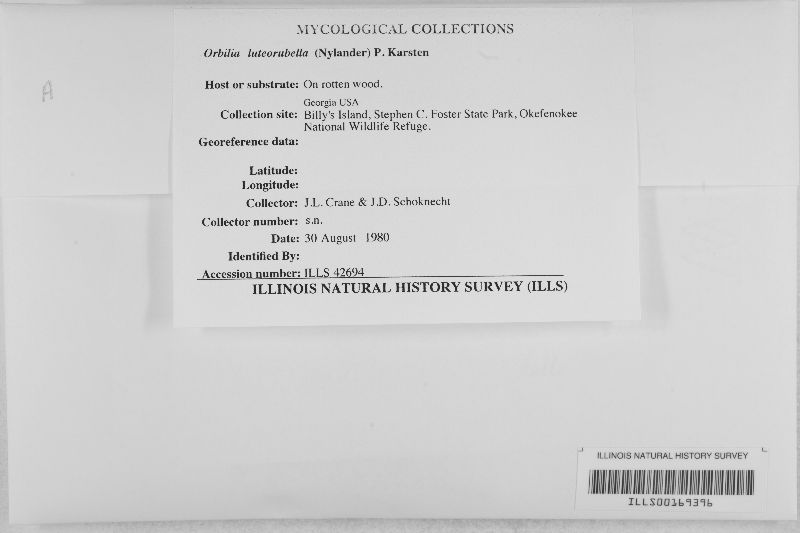 MYCOLOGICAL COLLECTIONS
Orbilia luteorubella (Nylander) P. Karsten
Host or substrate: On rotten wood.
Georgia USA
Collection site: Billy's Island, Stephen C. Foster State Park, Okefenokee
National Wildlife Refuge.
Georeference data:
Latitude:
Longitude:
Collector: J.L. Crane & J.D. Schoknecht
Collector number: s.n.
Date: 30 August 1980
Identified By:
Accession number: ILLS 42694
ILLINOIS NATURAL HISTORY SURVEY (ILLS)
A
ILLINOIS NATURAL HISTORY SURVEY
ILLS00169396